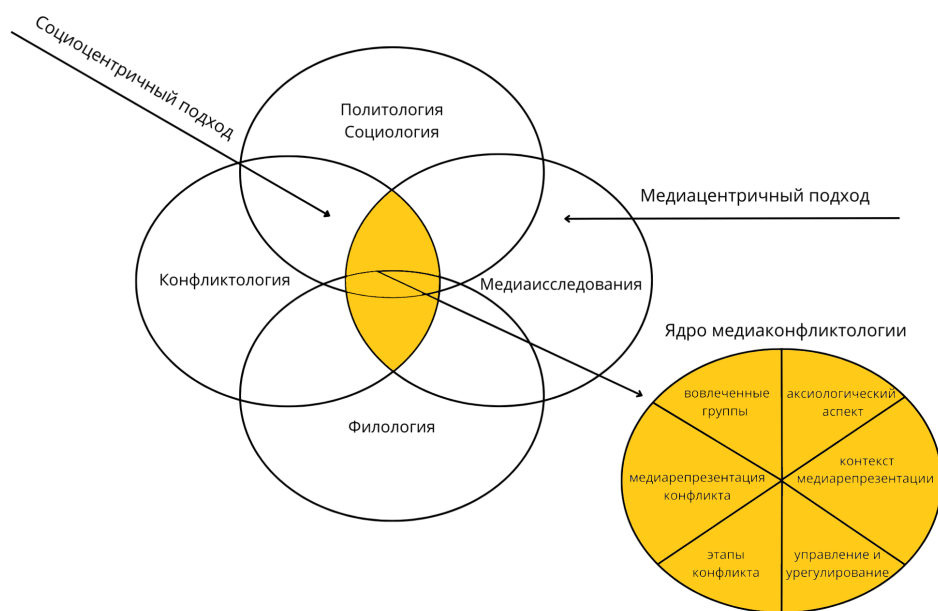 Социоцентричный подход
Политология
Социология
Медиацентричный подход
Конфликтология
Медиаисследования
Филология
Ядро медиаконфликтологии
вовлеченные
группы
аксиологический
аспект
медиарепрезентация
конфликта
контекст
медиарепрезентации
этапы
конфликта
управление и
урегулирование